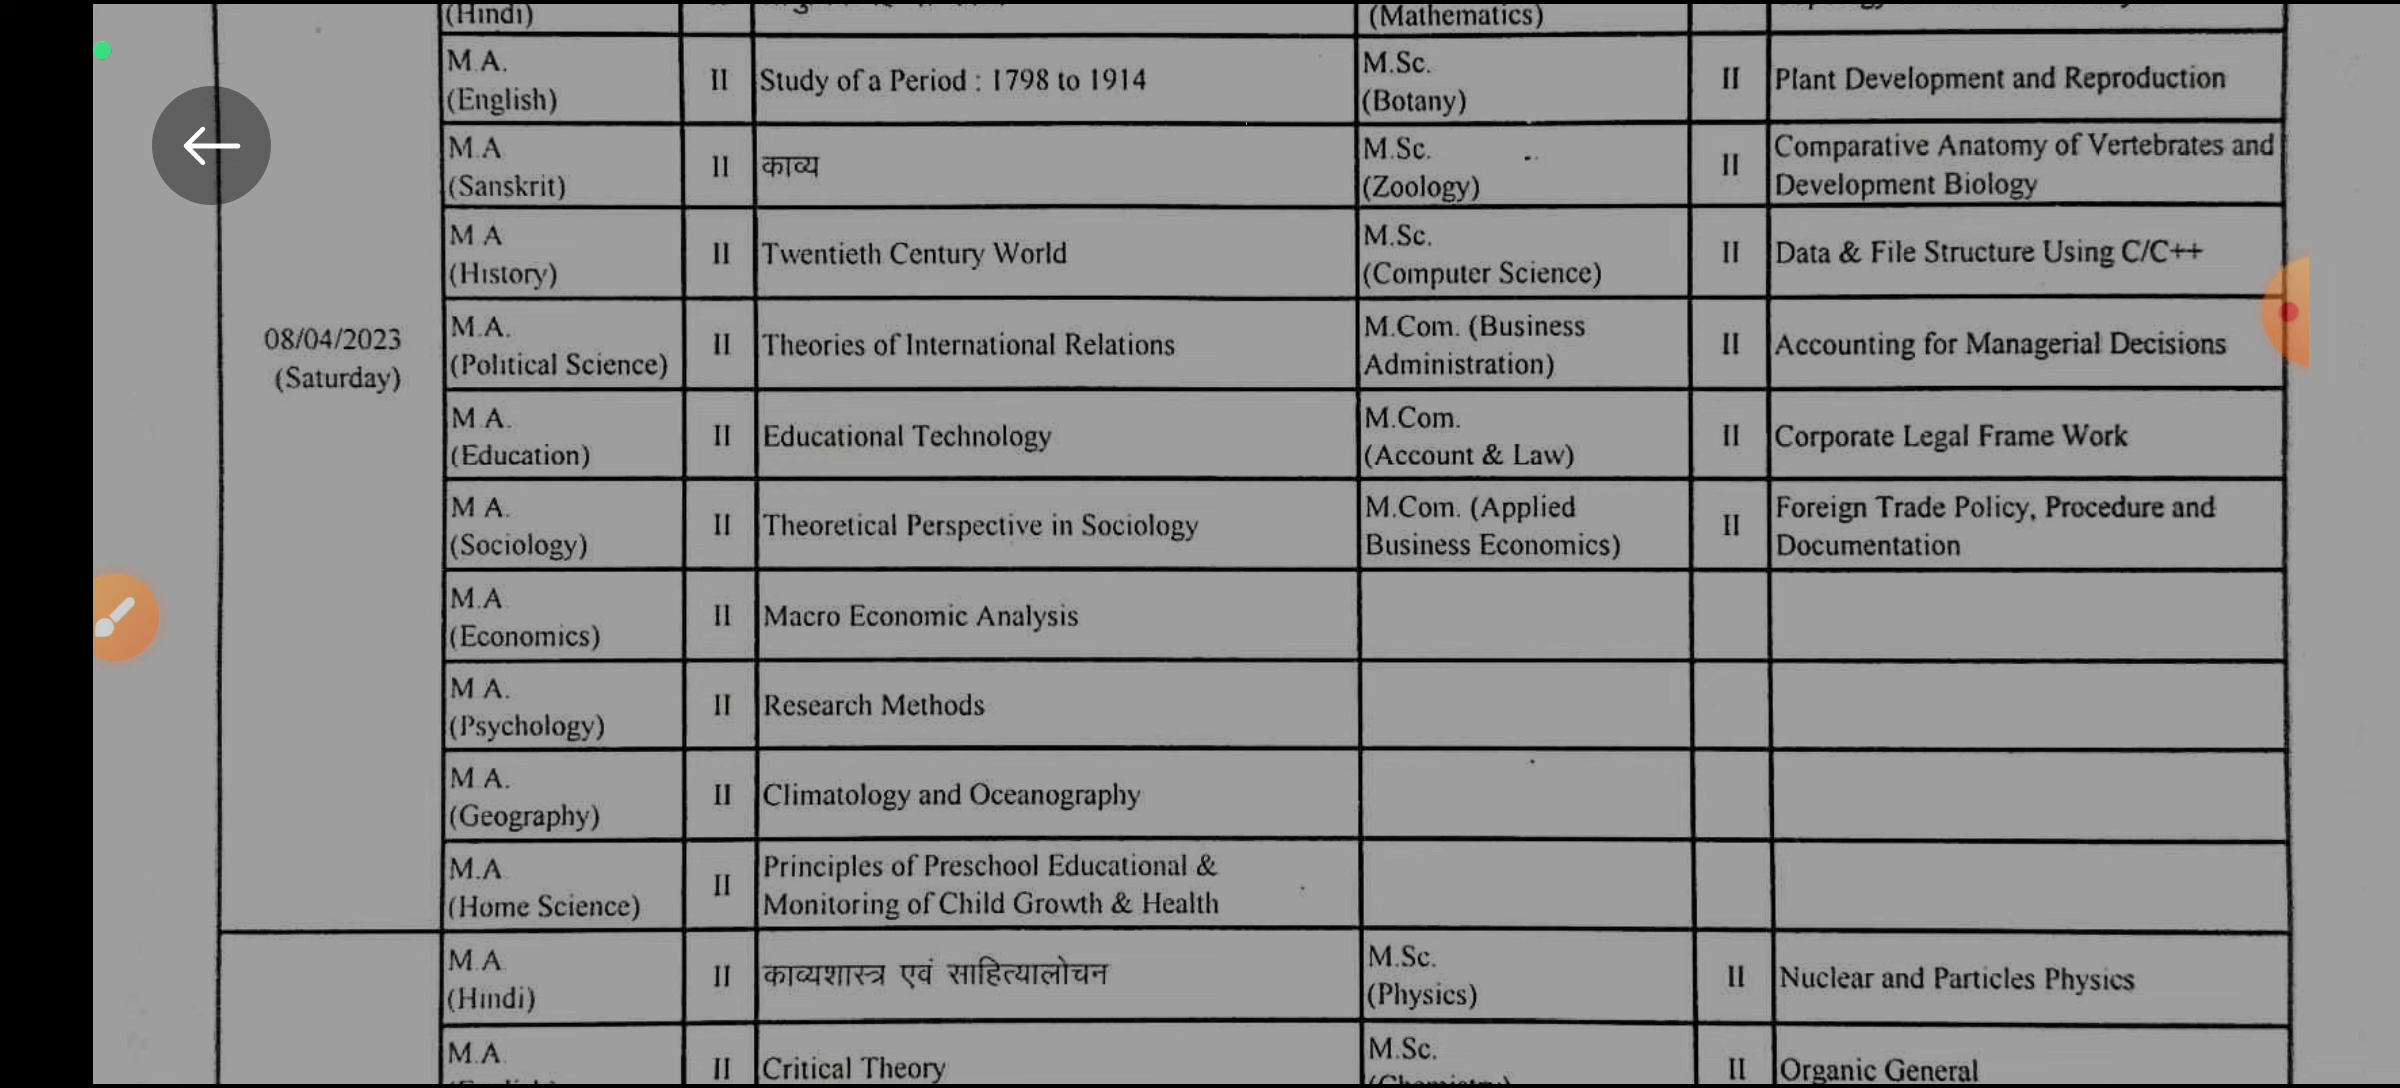 (Hindi)
(Mathematics)
M.A.
(English)
II
Study of a Period : 1798 to 1914
M.Sc.
(Botany)
II
Plant Development and Reproduction
M.A
(Sanskrit)
II
काव्य
M.Sc.
(Zoology)
II
Comparative Anatomy of Vertebrates and
Development Biology
M A
(History)
II
Twentieth Century World
M.Sc.
(Computer Science)
II
Data & File Structure Using C/C++
08/04/2023
(Saturday)
M.A.
(Political Science)
II
Theories of International Relations
M.Com. (Business
Administration)
II
Accounting for Managerial Decisions
M A.
(Education)
II
Educational Technology
M.Com.
(Account & Law)
II
Corporate Legal Frame Work
M A.
(Sociology)
II
Theoretical Perspective in Sociology
M.Com. (Applied
Business Economics)
II
Foreign Trade Policy, Procedure and
Documentation
M.A
(Economics)
II
Macro Economic Analysis
M A.
(Psychology)
II
Research Methods
M A.
(Geography)
II
Climatology and Oceanography
M.A
(Home Science)
II
Principles of Preschool Educational &
Monitoring of Child Growth & Health
M.A
(Hindi)
II
काव्यशास्त्र एवं साहित्यालोचन
M.Sc.
(Physics)
II
Nuclear and Particles Physics
M.A
II
Critical Theory
M.Sc.
II
Organic General